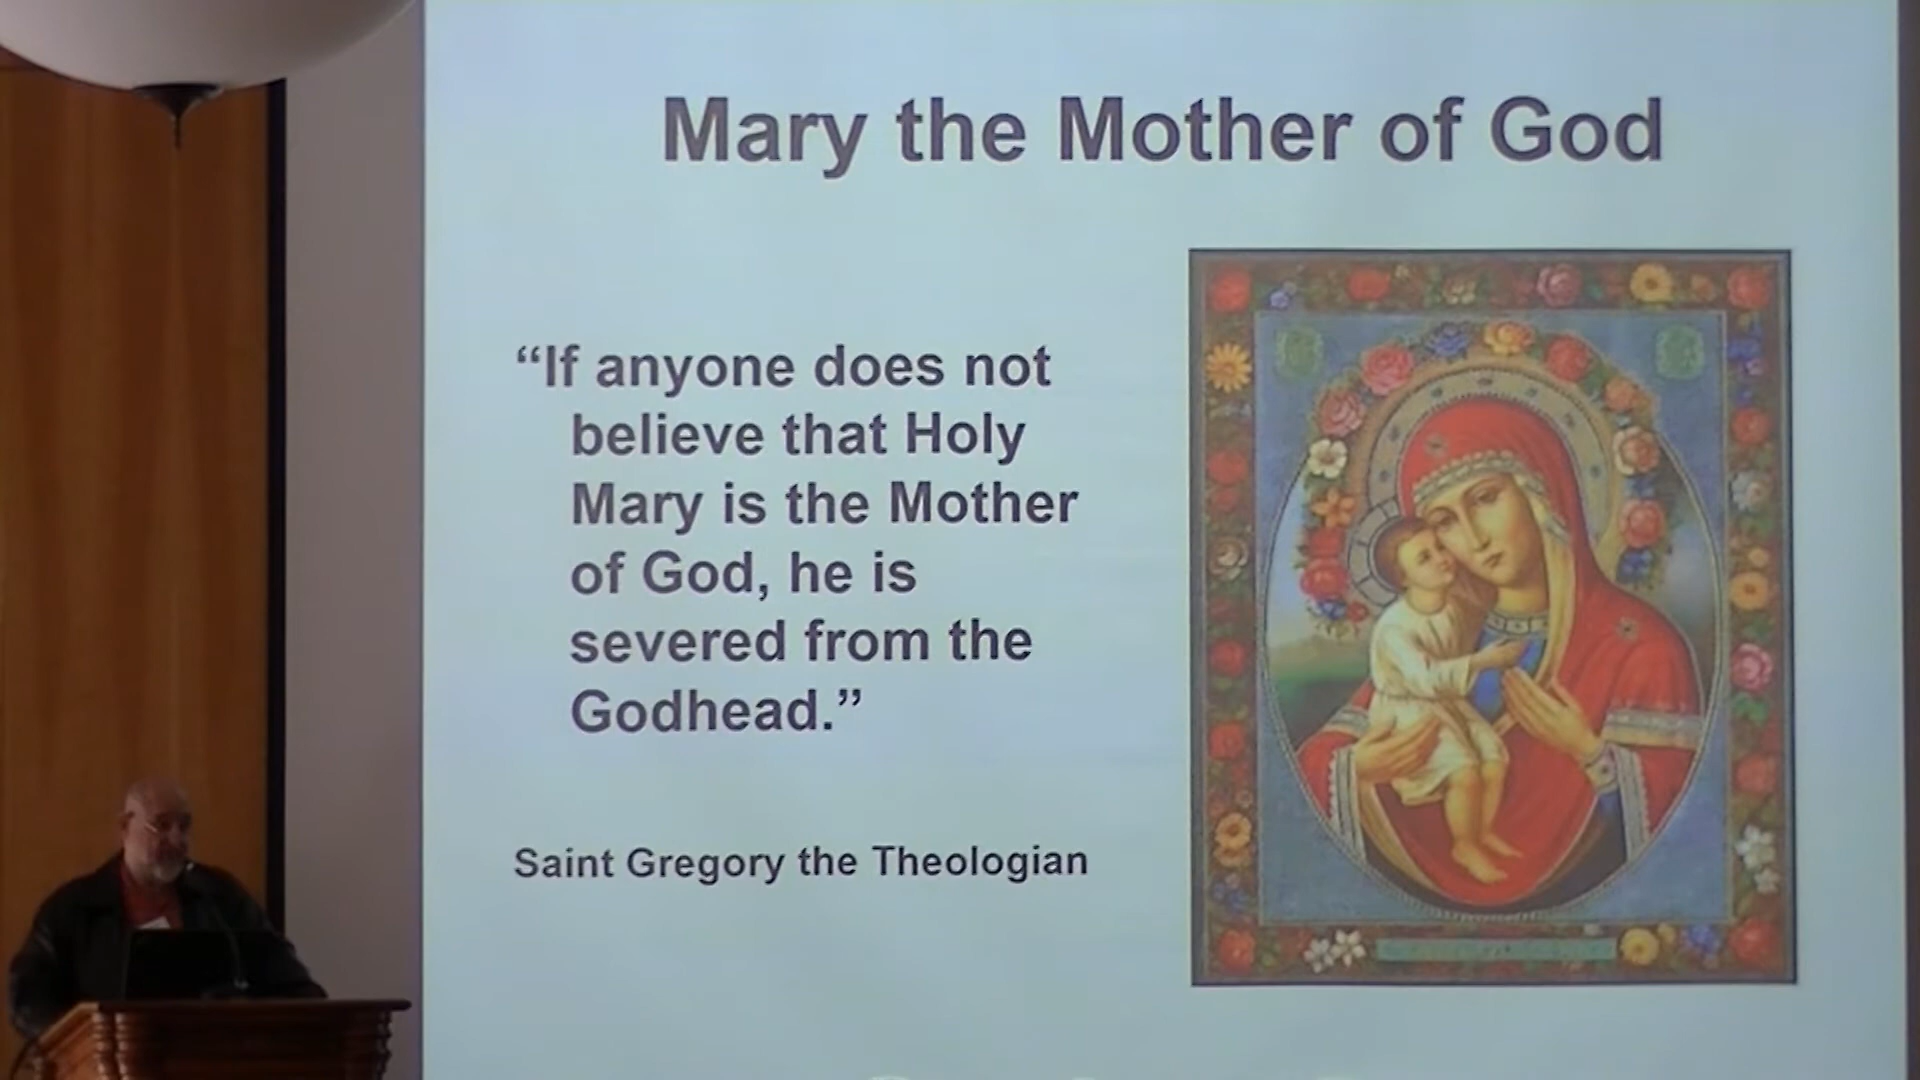 Mary the Mother of God
“If anyone does not
believe that Holy
Mary is the Mother
of God, he is
severed from the
Godhead.”
Saint Gregory the Theologian